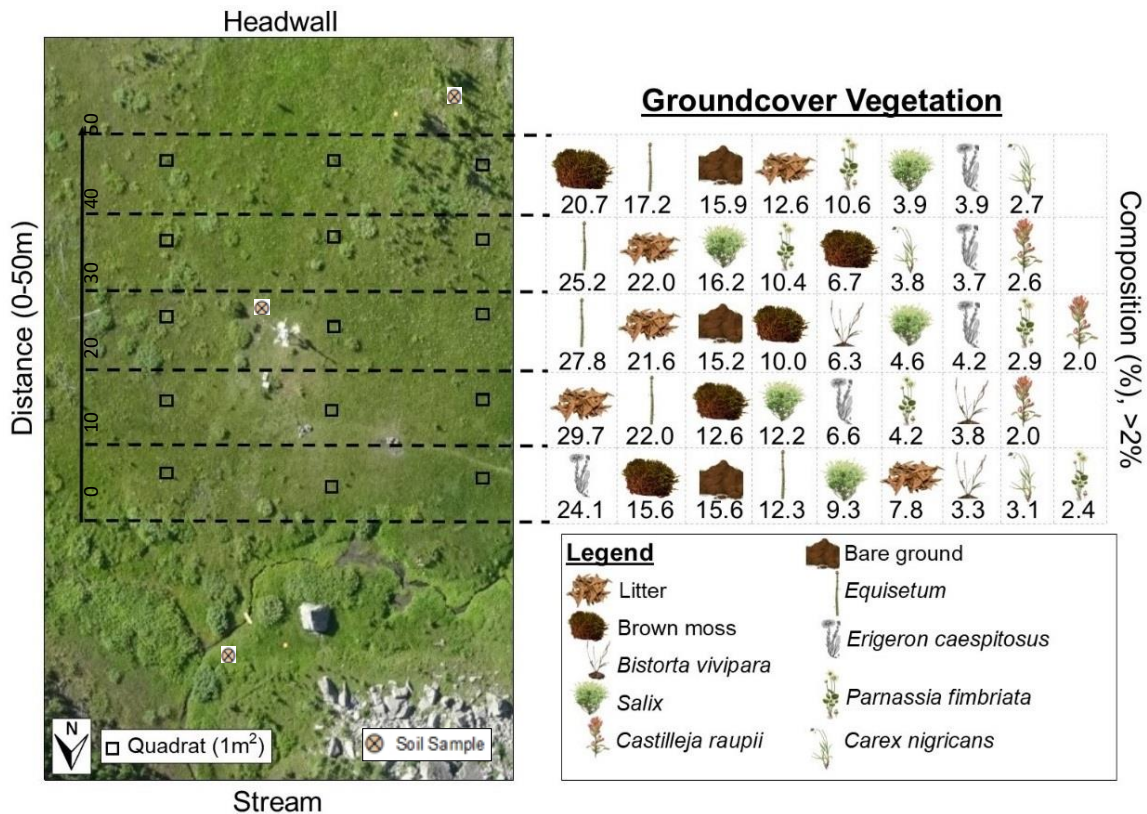 Headwall
Groundcover Vegetation
Distance (0-50m)
50
40
30
20
10
0
20.7 17.2 15.9 12.6 10.6 3.9 3.9 2.7
25.2 22.0 16.2 10.4 6.7 3.8 3.7 2.6
27.8 21.6 15.2 10.0 6.3 4.6 4.2 2.9 2.0
29.7 22.0 12.6 12.2 6.6 4.2 3.8 2.0
24.1 15.6 15.6 12.3 9.3 7.8 3.3 3.1 2.4
Composition (%), >2%
N
Quadrat (1m²)
Soil Sample
Stream
Legend
Litter
Brown moss
Bistorta vivipara
Salix
Castilleja raupii
Bare ground
Equisetum
Erigeron caespitosus
Parnassia fimbriata
Carex nigricans